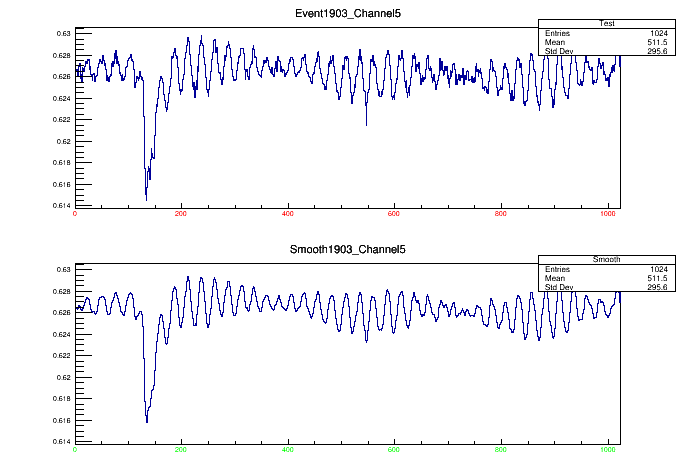 Event1903_Channel5
Test
Entries 1024
Mean 511.5
Std Dev 295.6
0.63
0.628
0.626
0.624
0.622
0.62
0.618
0.616
0.614
0 200 400 600 800 1000
Smooth1903_Channel5
Smooth
Entries 1024
Mean 511.5
Std Dev 295.6
0.63
0.628
0.626
0.624
0.622
0.62
0.618
0.616
0.614
0 200 400 600 800 1000